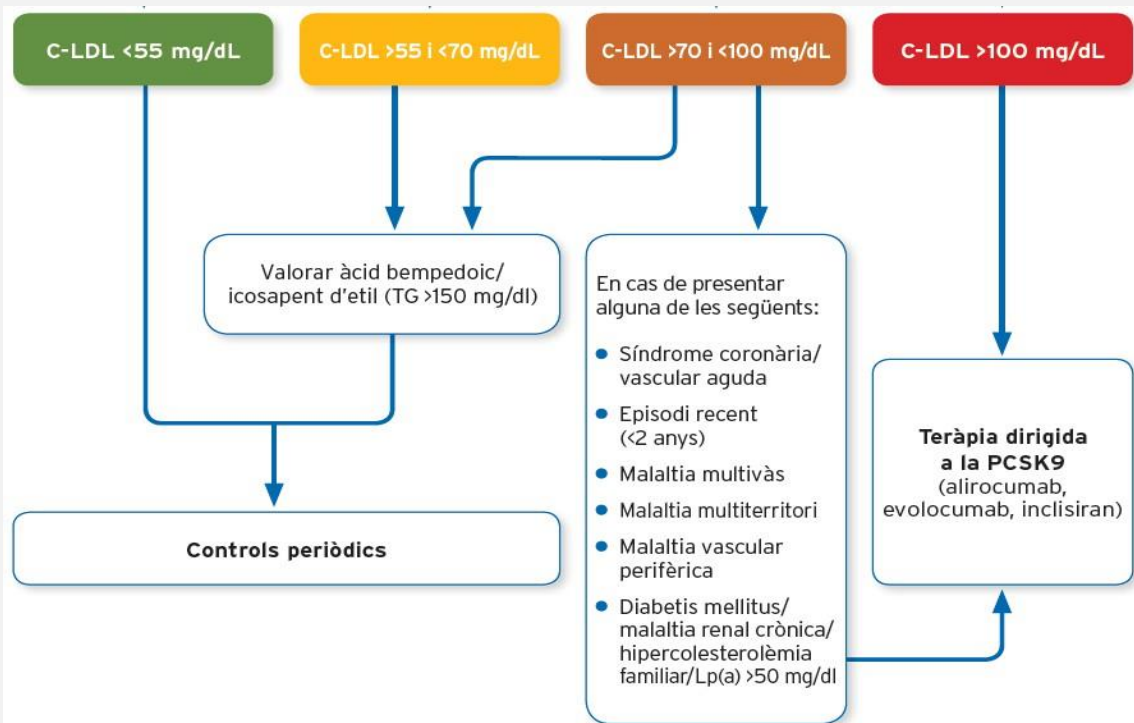 C-LDL <55 mg/dL
C-LDL >55 i <70 mg/dL
C-LDL >70 i <100 mg/dL
C-LDL >100 mg/dL
Valorar àcid bempedoic/
icosapent d'etil (TG >150 mg/dl)
En cas de presentar
alguna de les següents:
• Síndrome coronària/
vascular aguda
• Episodi recent
(<2 anys)
• Malaltia multivàs
• Malaltia multiterritori
• Malaltia vascular
perifèrica
• Diabetis mellitus/
malaltia renal crònica/
hipercolesterolèmia
familiar/Lp(a) >50 mg/dl
Teràpia dirigida
a la PCSK9
(alirocumab,
evolocumab, inclisiran)
Controls periòdics